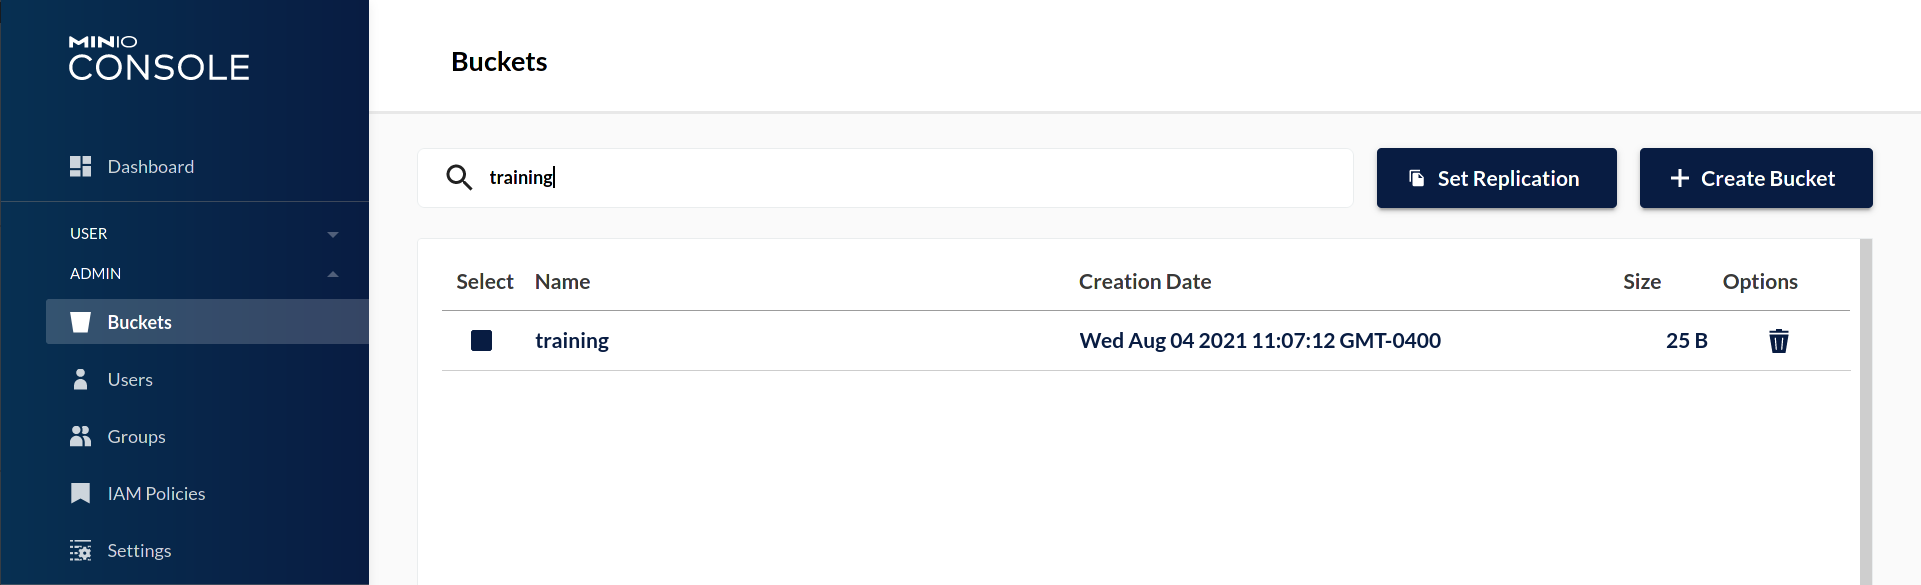 MINIO
CONSOLE
Dashboard
USER
ADMIN
Buckets
Users
Groups
IAM Policies
Settings
Buckets
training
Set Replication
Create Bucket
Select Name Creation Date Size Options
training Wed Aug 04 2021 11:07:12 GMT-0400 25 B